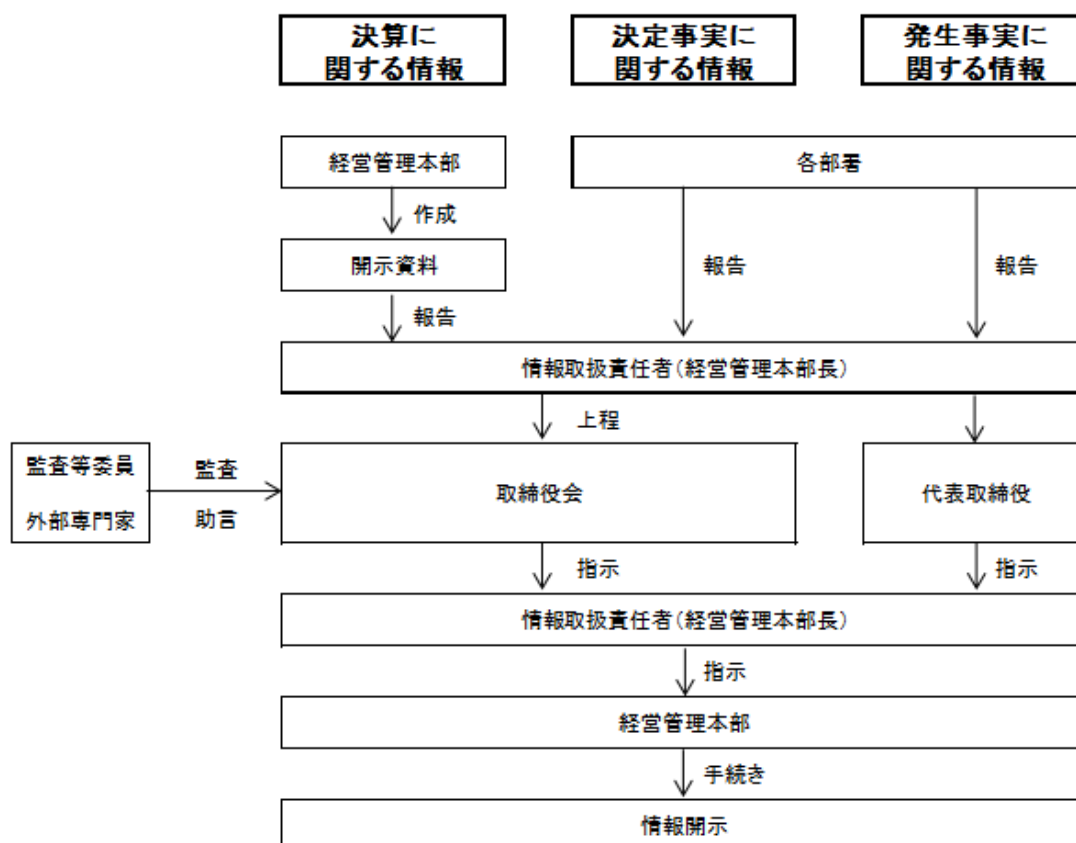 決算に
関する情報
決定事実に
関する情報
発生事実に
関する情報
経営管理本部
各部署
作成
開示資料
報告
報告
報告
情報取扱責任者(経営管理本部長)
上程
監査等委員
外部専門家
監査
助言
取締役会
代表取締役
指示
指示
情報取扱責任者(経営管理本部長)
指示
経営管理本部
手続き
情報開示